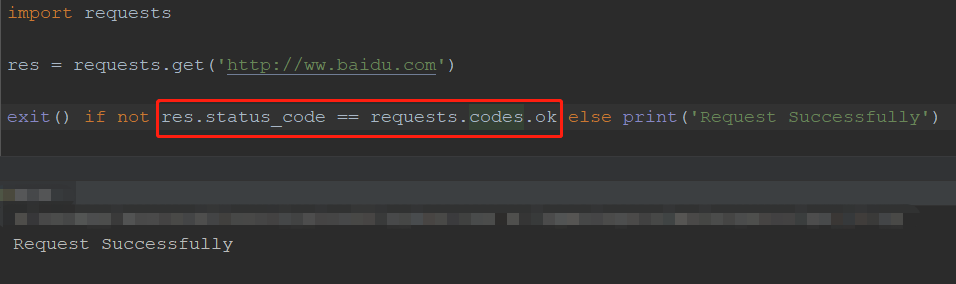 import requests
res = requests.get('http://ww.baidu.com')
exit() if not res.status_code == requests.codes.ok else print('Request Successfully')
Request Successfully